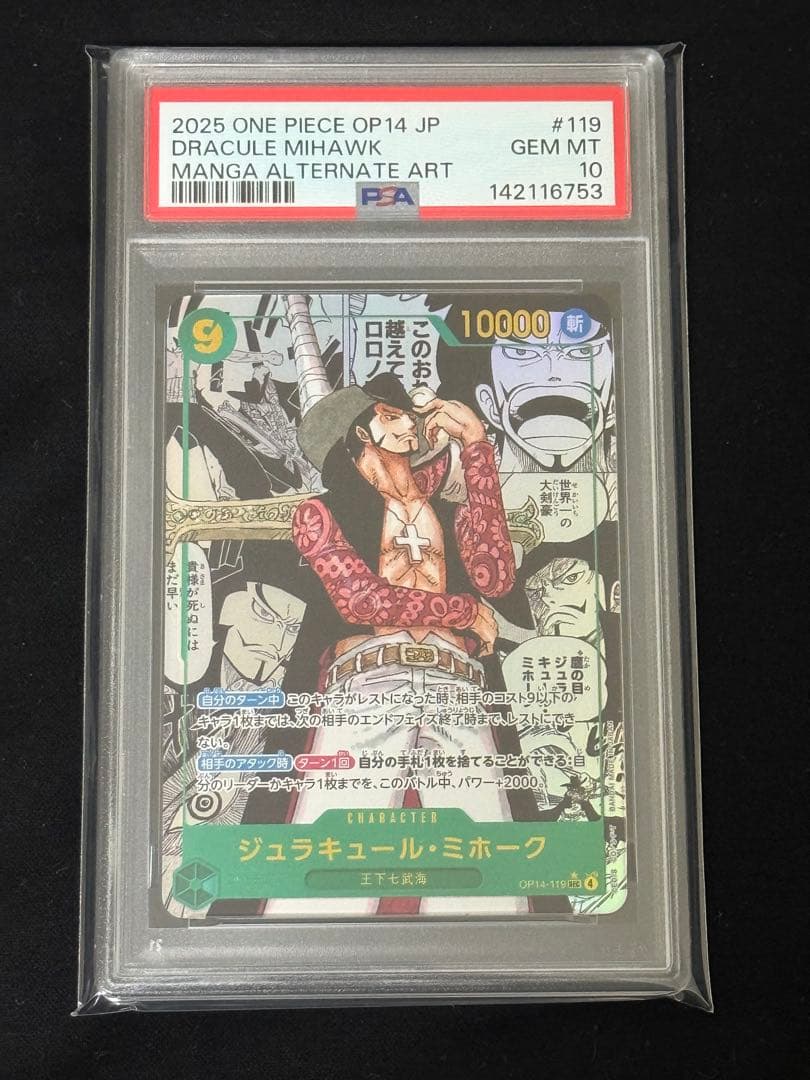 2025 ONE PIECE OP14 JP #119
DRACULE MIHAWK GEM MT
MANGA ALTERNATE ART 10
PSA 142116753
9
10000 斬
このおれを
越えて
ロロノア
世界一の
大剣豪
貴様が死ぬには
まだ早い
鷹の目
ジュラ
キュール
ミホーク
自分のターン中 このキャラがレストになった時、相手のコスト9以下の
キャラ1枚までは、次の相手のエンドフェイズ終了時まで、レストにでき
ない。
相手のアタック時 ターン1回 自分の手札1枚を捨てることができる：自
分のリーダーかキャラ1枚までを、このバトル中、パワー+2000。
CHARACTER
ジュラキュール・ミホーク
王下七武海
OP14-119 SEC 4